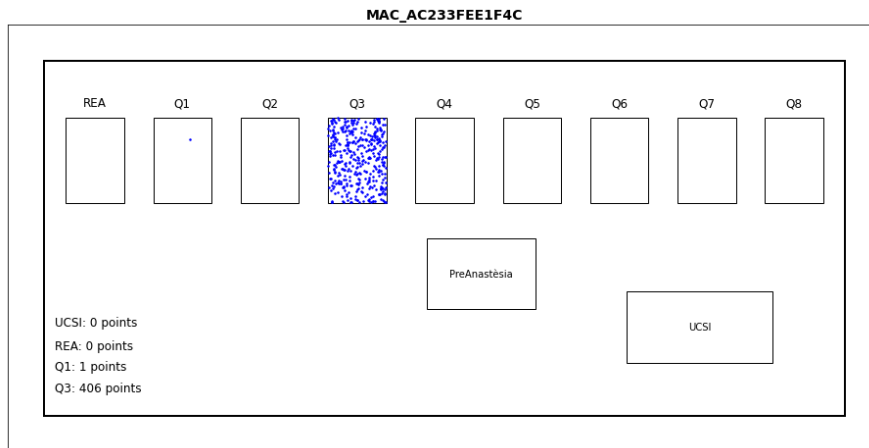 MAC_AC233FEE1F4C
REA Q1 Q2 Q3 Q4 Q5 Q6 Q7 Q8
PreAnastèsia
UCSI
UCSI: 0 points
REA: 0 points
Q1: 1 points
Q3: 406 points